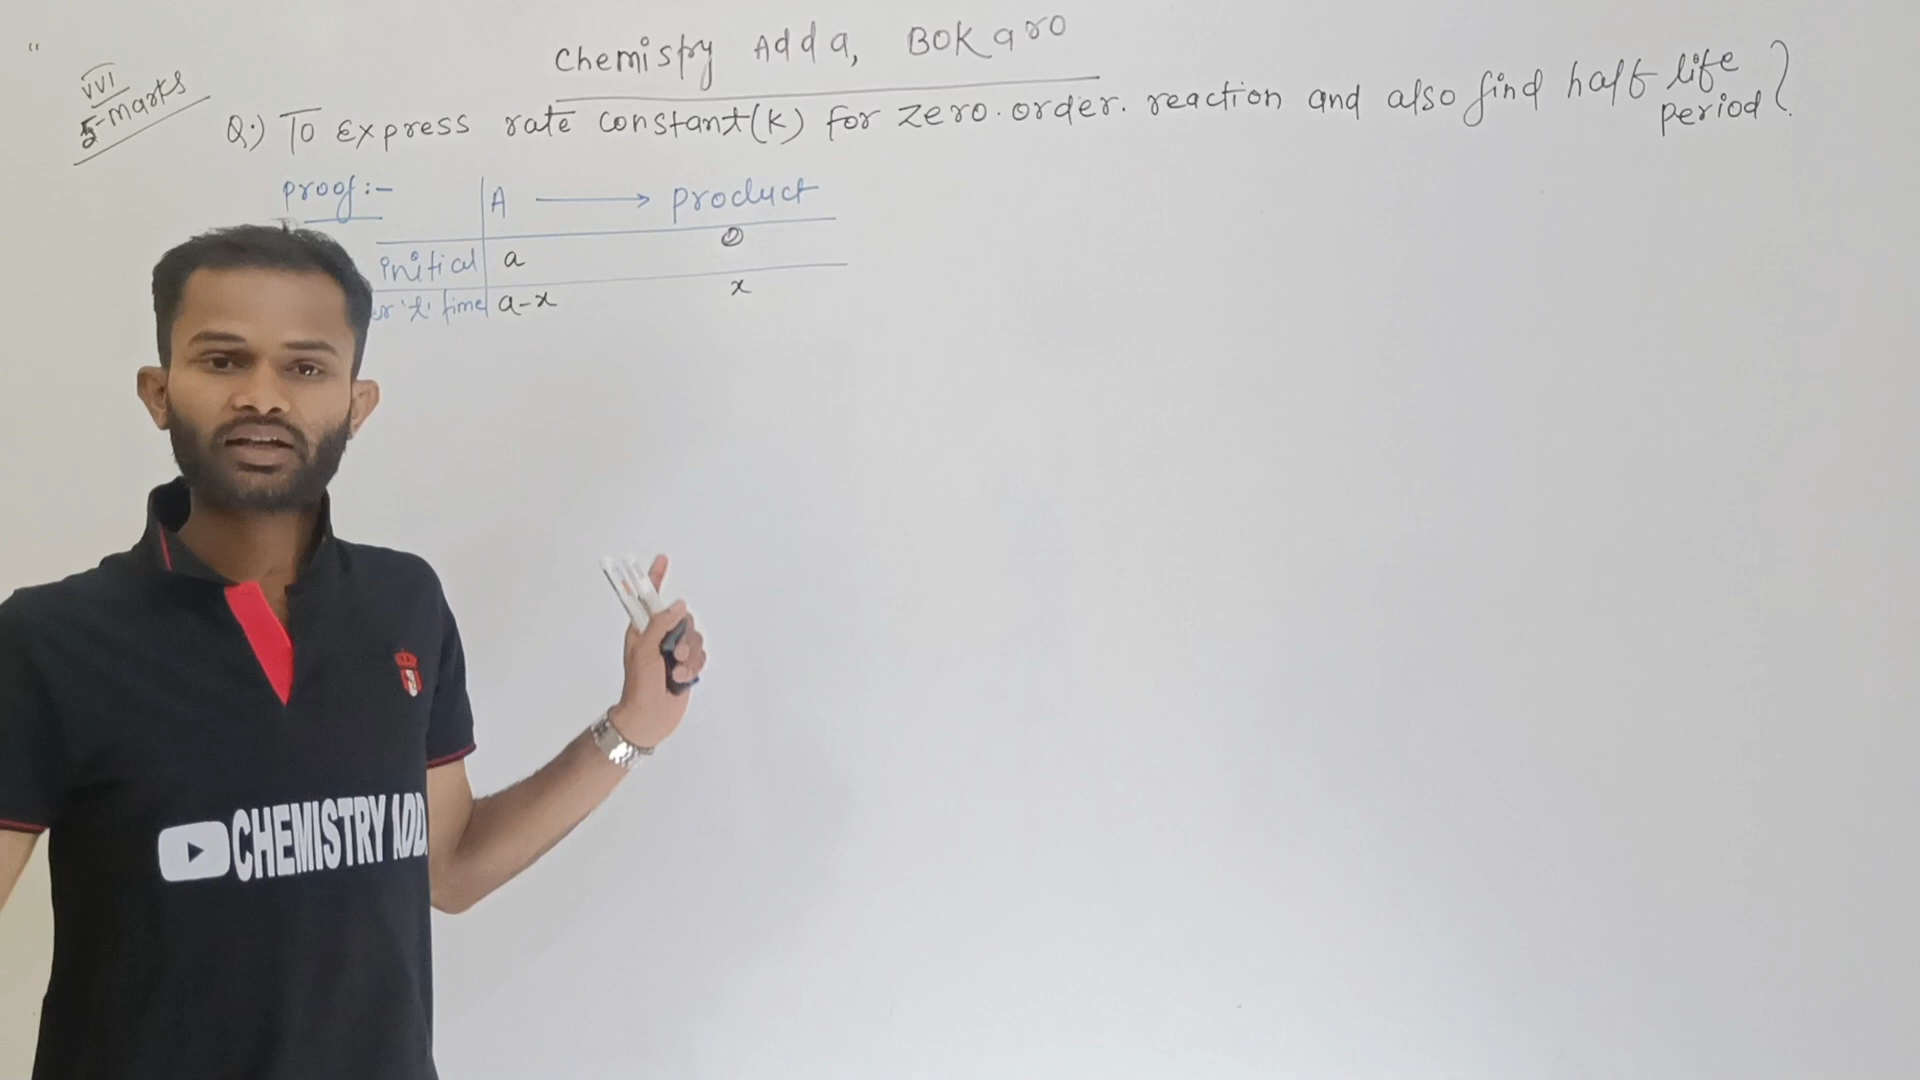 Chemistry Adda, BOKaro
VVI
5-marks
Q:) To Express rate constant(K) for zero.order. reaction and also find half life
period?
proof:-
A ⟶ product
initial a 0
't' time a-x x
CHEMISTRY ADD